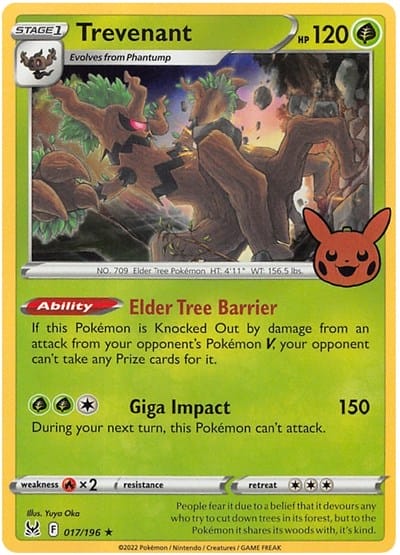 STAGE 1
Trevenant
HP 120
Evolves from Phantump
NO. 709 Elder Tree Pokémon HT: 4'11" WT: 156.5 lbs.
Ability Elder Tree Barrier
If this Pokémon is Knocked Out by damage from an
attack from your opponent's Pokémon V, your opponent
can't take any Prize cards for it.
Giga Impact 150
During your next turn, this Pokémon can't attack.
weakness ×2 resistance retreat
Illus. Yuya Oka
F 017/196 ★
People fear it due to a belief that it devours any
who try to cut down trees in its forest, but to the
Pokémon it shares its woods with, it's kind.
©2022 Pokémon / Nintendo / Creatures / GAME FREAK